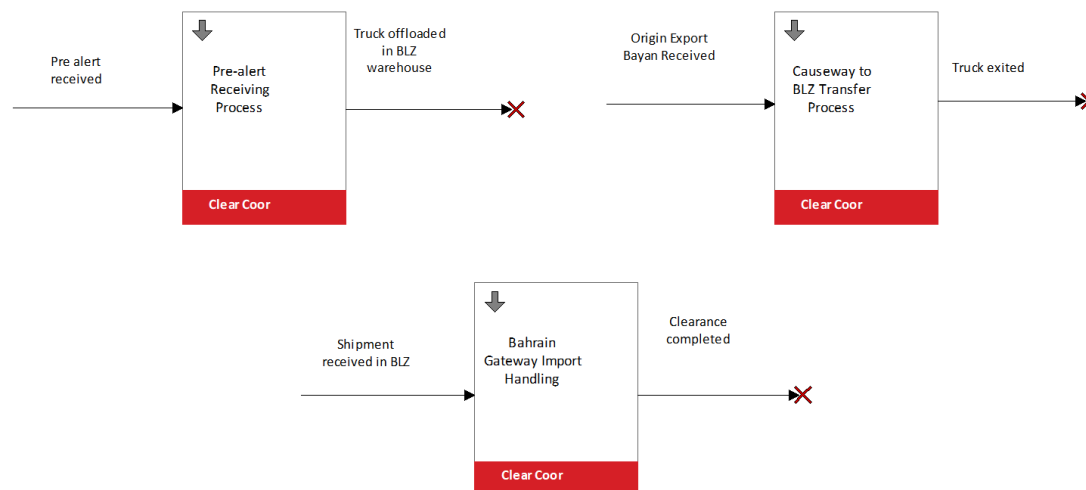 Pre alert
received
Pre-alert
Receiving
Process
Clear Coor
Truck offloaded
in BLZ
warehouse
Origin Export
Bayan Received
Causeway to
BLZ Transfer
Process
Clear Coor
Truck exited
Shipment
received in BLZ
Bahrain
Gateway Import
Handling
Clear Coor
Clearance
completed